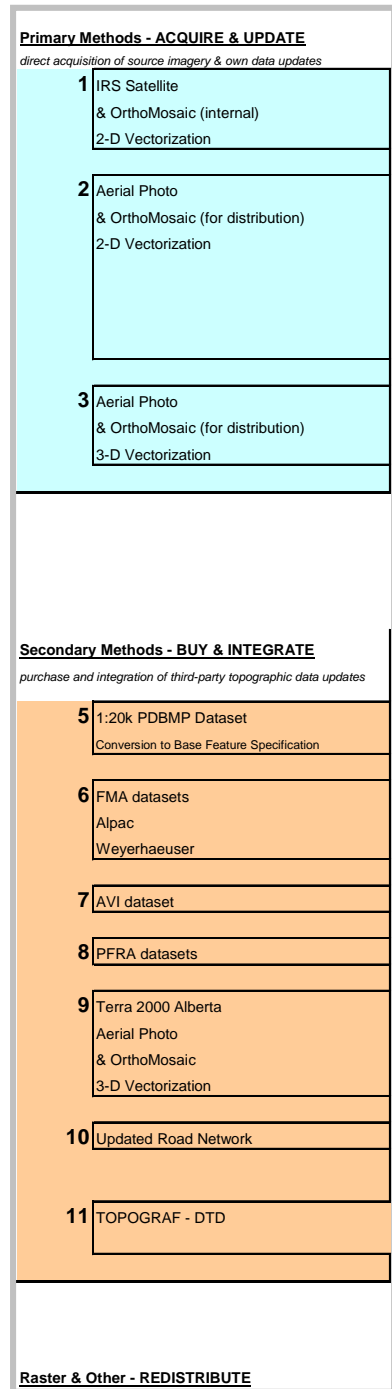 Primary Methods - ACQUIRE & UPDATE
direct acquisition of source imagery & own data updates
1 IRS Satellite
& OrthoMosaic (internal)
2-D Vectorization
2 Aerial Photo
& OrthoMosaic (for distribution)
2-D Vectorization
3 Aerial Photo
& OrthoMosaic (for distribution)
3-D Vectorization
Secondary Methods - BUY & INTEGRATE
purchase and integration of third-party topographic data updates
5 1:20k PDBMP Dataset
Conversion to Base Feature Specification
6 FMA datasets
Alpac
Weyerhaeuser
7 AVI dataset
8 PFRA datasets
9 Terra 2000 Alberta
Aerial Photo
& OrthoMosaic
3-D Vectorization
10 Updated Road Network
11 TOPOGRAF - DTD
Raster & Other - REDISTRIBUTE